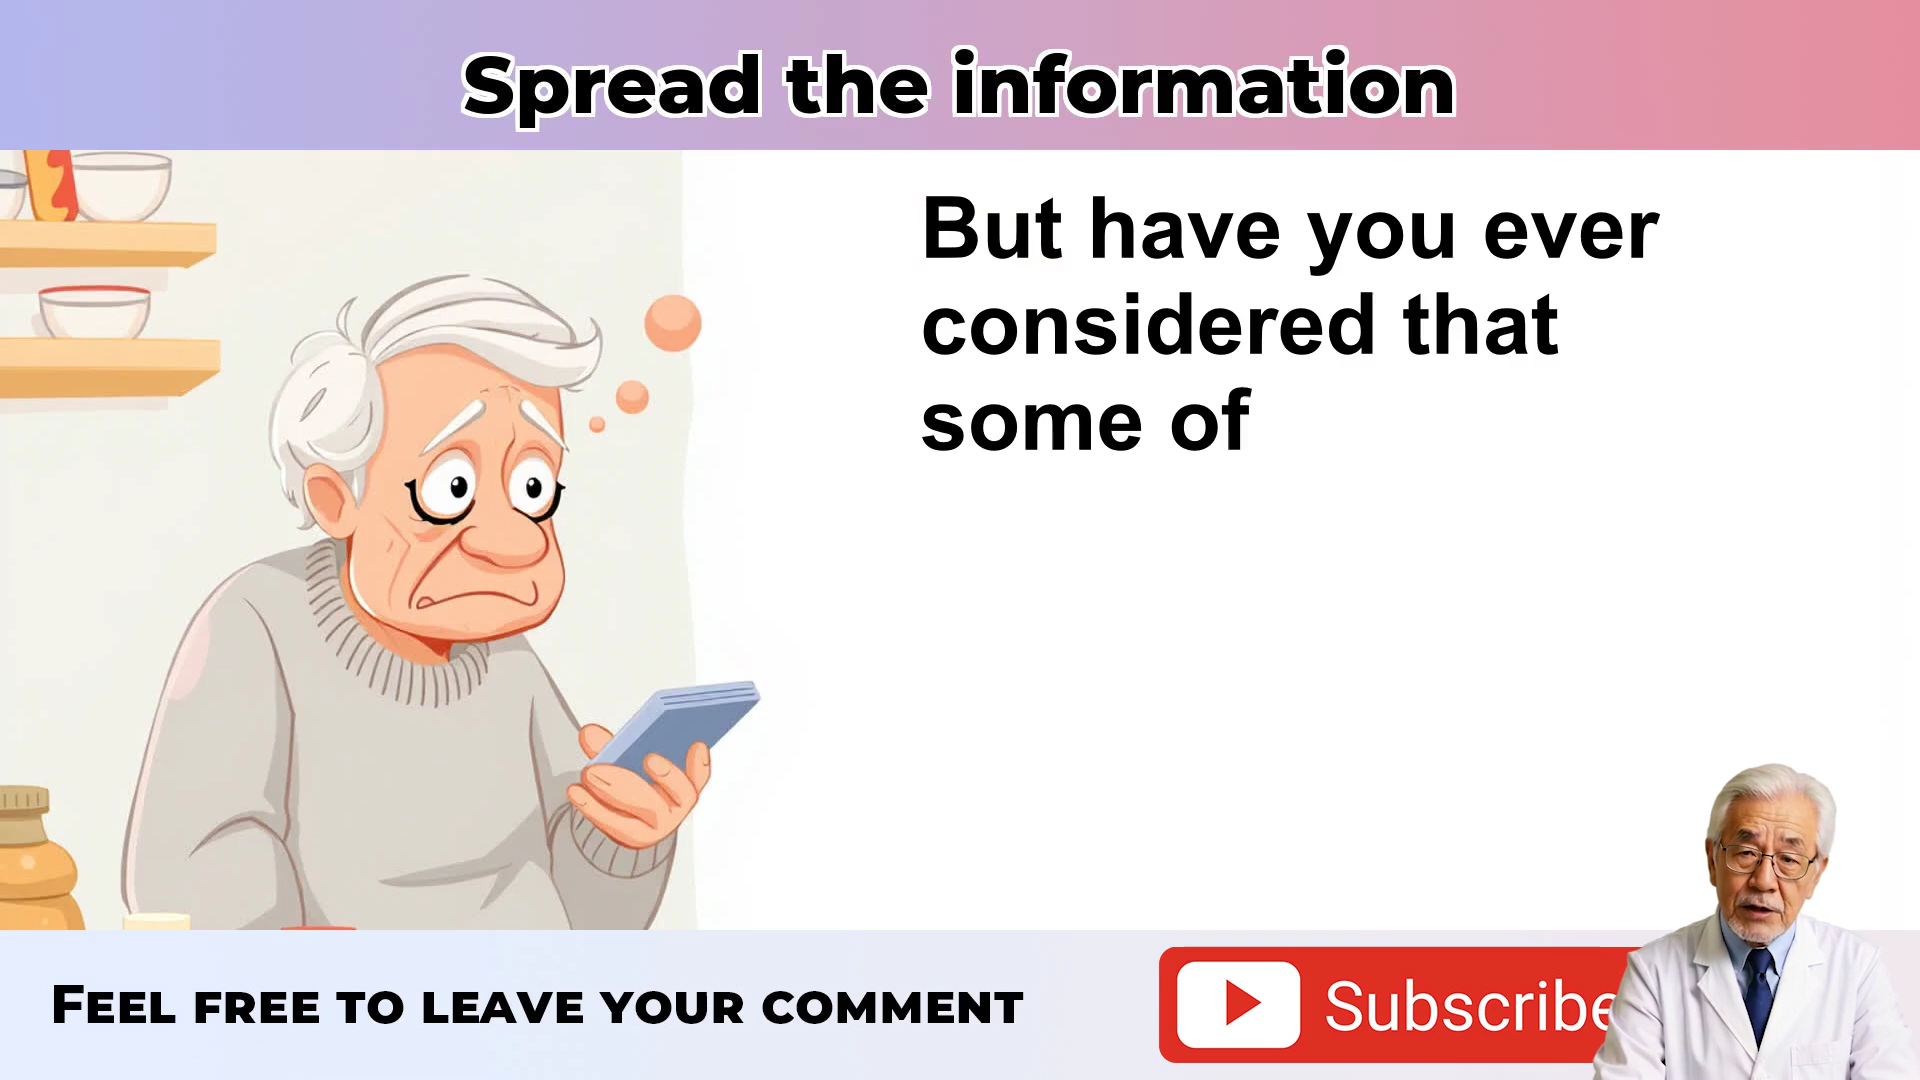 Spread the information
But have you ever
considered that
some of
FEEL FREE TO LEAVE YOUR COMMENT
Subscribe